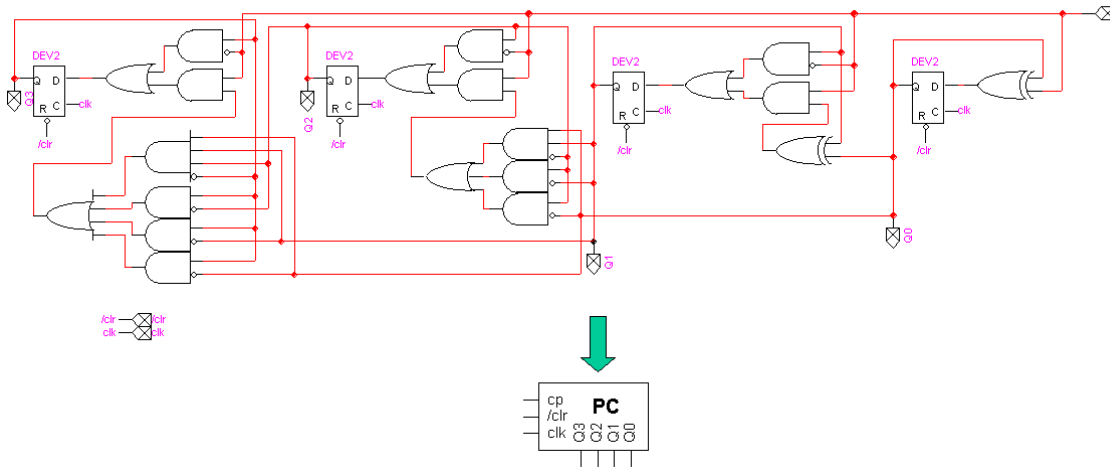 DEV2
DEV2
DEV2
DEV2
Q D
Q D
Q D
Q D
R C
R C
R C
R C
clk
clk
clk
clk
Q3
Q2
/clr
/clr
/clr
/clr
Q1
Q0
/clr /clr
clk clk
cp
/clr
clk
PC
Q3 Q2 Q1 Q0